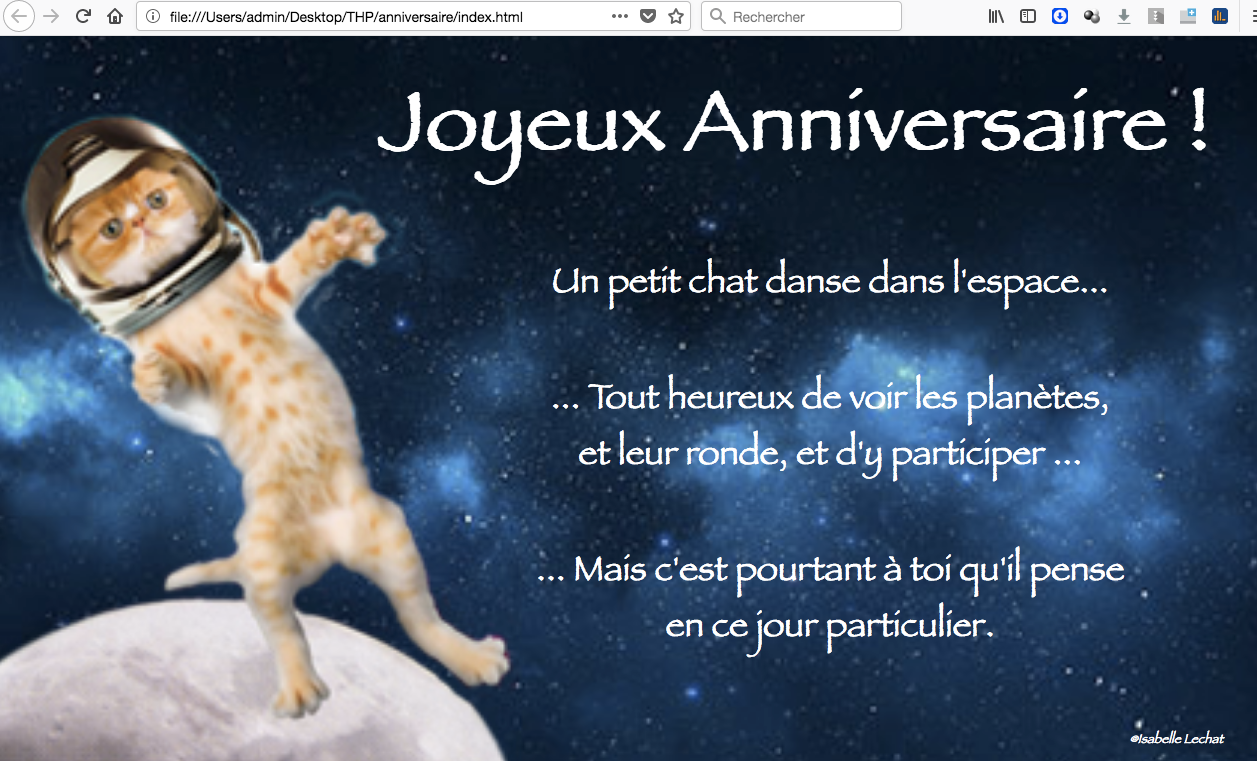 file:///Users/admin/Desktop/THP/anniversaire/index.html
Rechercher
Joyeux Anniversaire !
Un petit chat danse dans l'espace...
... Tout heureux de voir les planètes,
et leur ronde, et d'y participer ...
... Mais c'est pourtant à toi qu'il pense
en ce jour particulier.
©Isabelle Lechat